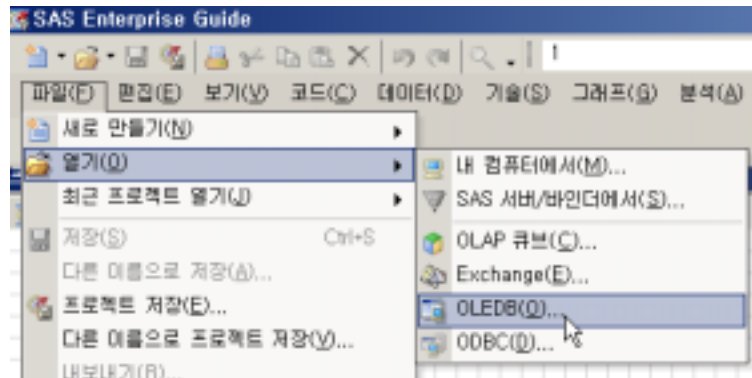 SAS Enterprise Guide
1
파일(F) 편집(E) 보기(V) 코드(C) 데이터(D) 기술(S) 그래프(G) 분석(A)
새로 만들기(N)
열기(O)
내 컴퓨터에서(M)...
최근 프로젝트 열기(J)
SAS 서버/바인더에서(S)...
저장(S) Ctrl+S
OLAP 큐브(C)...
다른 이름으로 저장(A)...
Exchange(E)...
프로젝트 저장(E)...
OLEDB(O)...
다른 이름으로 프로젝트 저장(V)...
ODBC(D)...
내보내기(R)...